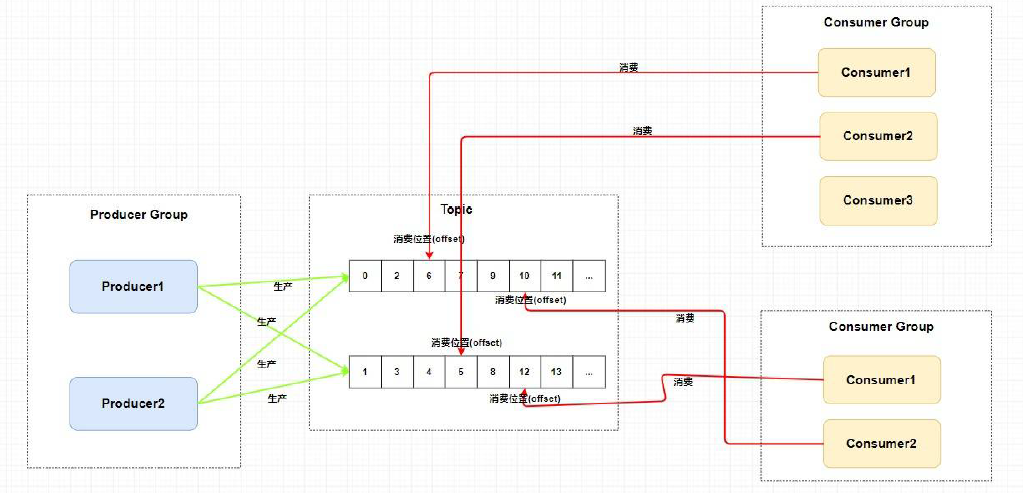 Consumer Group
Consumer1
消费
Consumer2
消费
Consumer3
Producer Group
Producer1
Producer2
生产
生产
生产
生产
Topic
消费位置(offset)
0 2 6 7 9 10 11 ...
消费位置(offset)
消费位置(offset)
1 3 4 5 8 12 13 ...
消费位置(offset)
消费
消费
Consumer Group
Consumer1
Consumer2